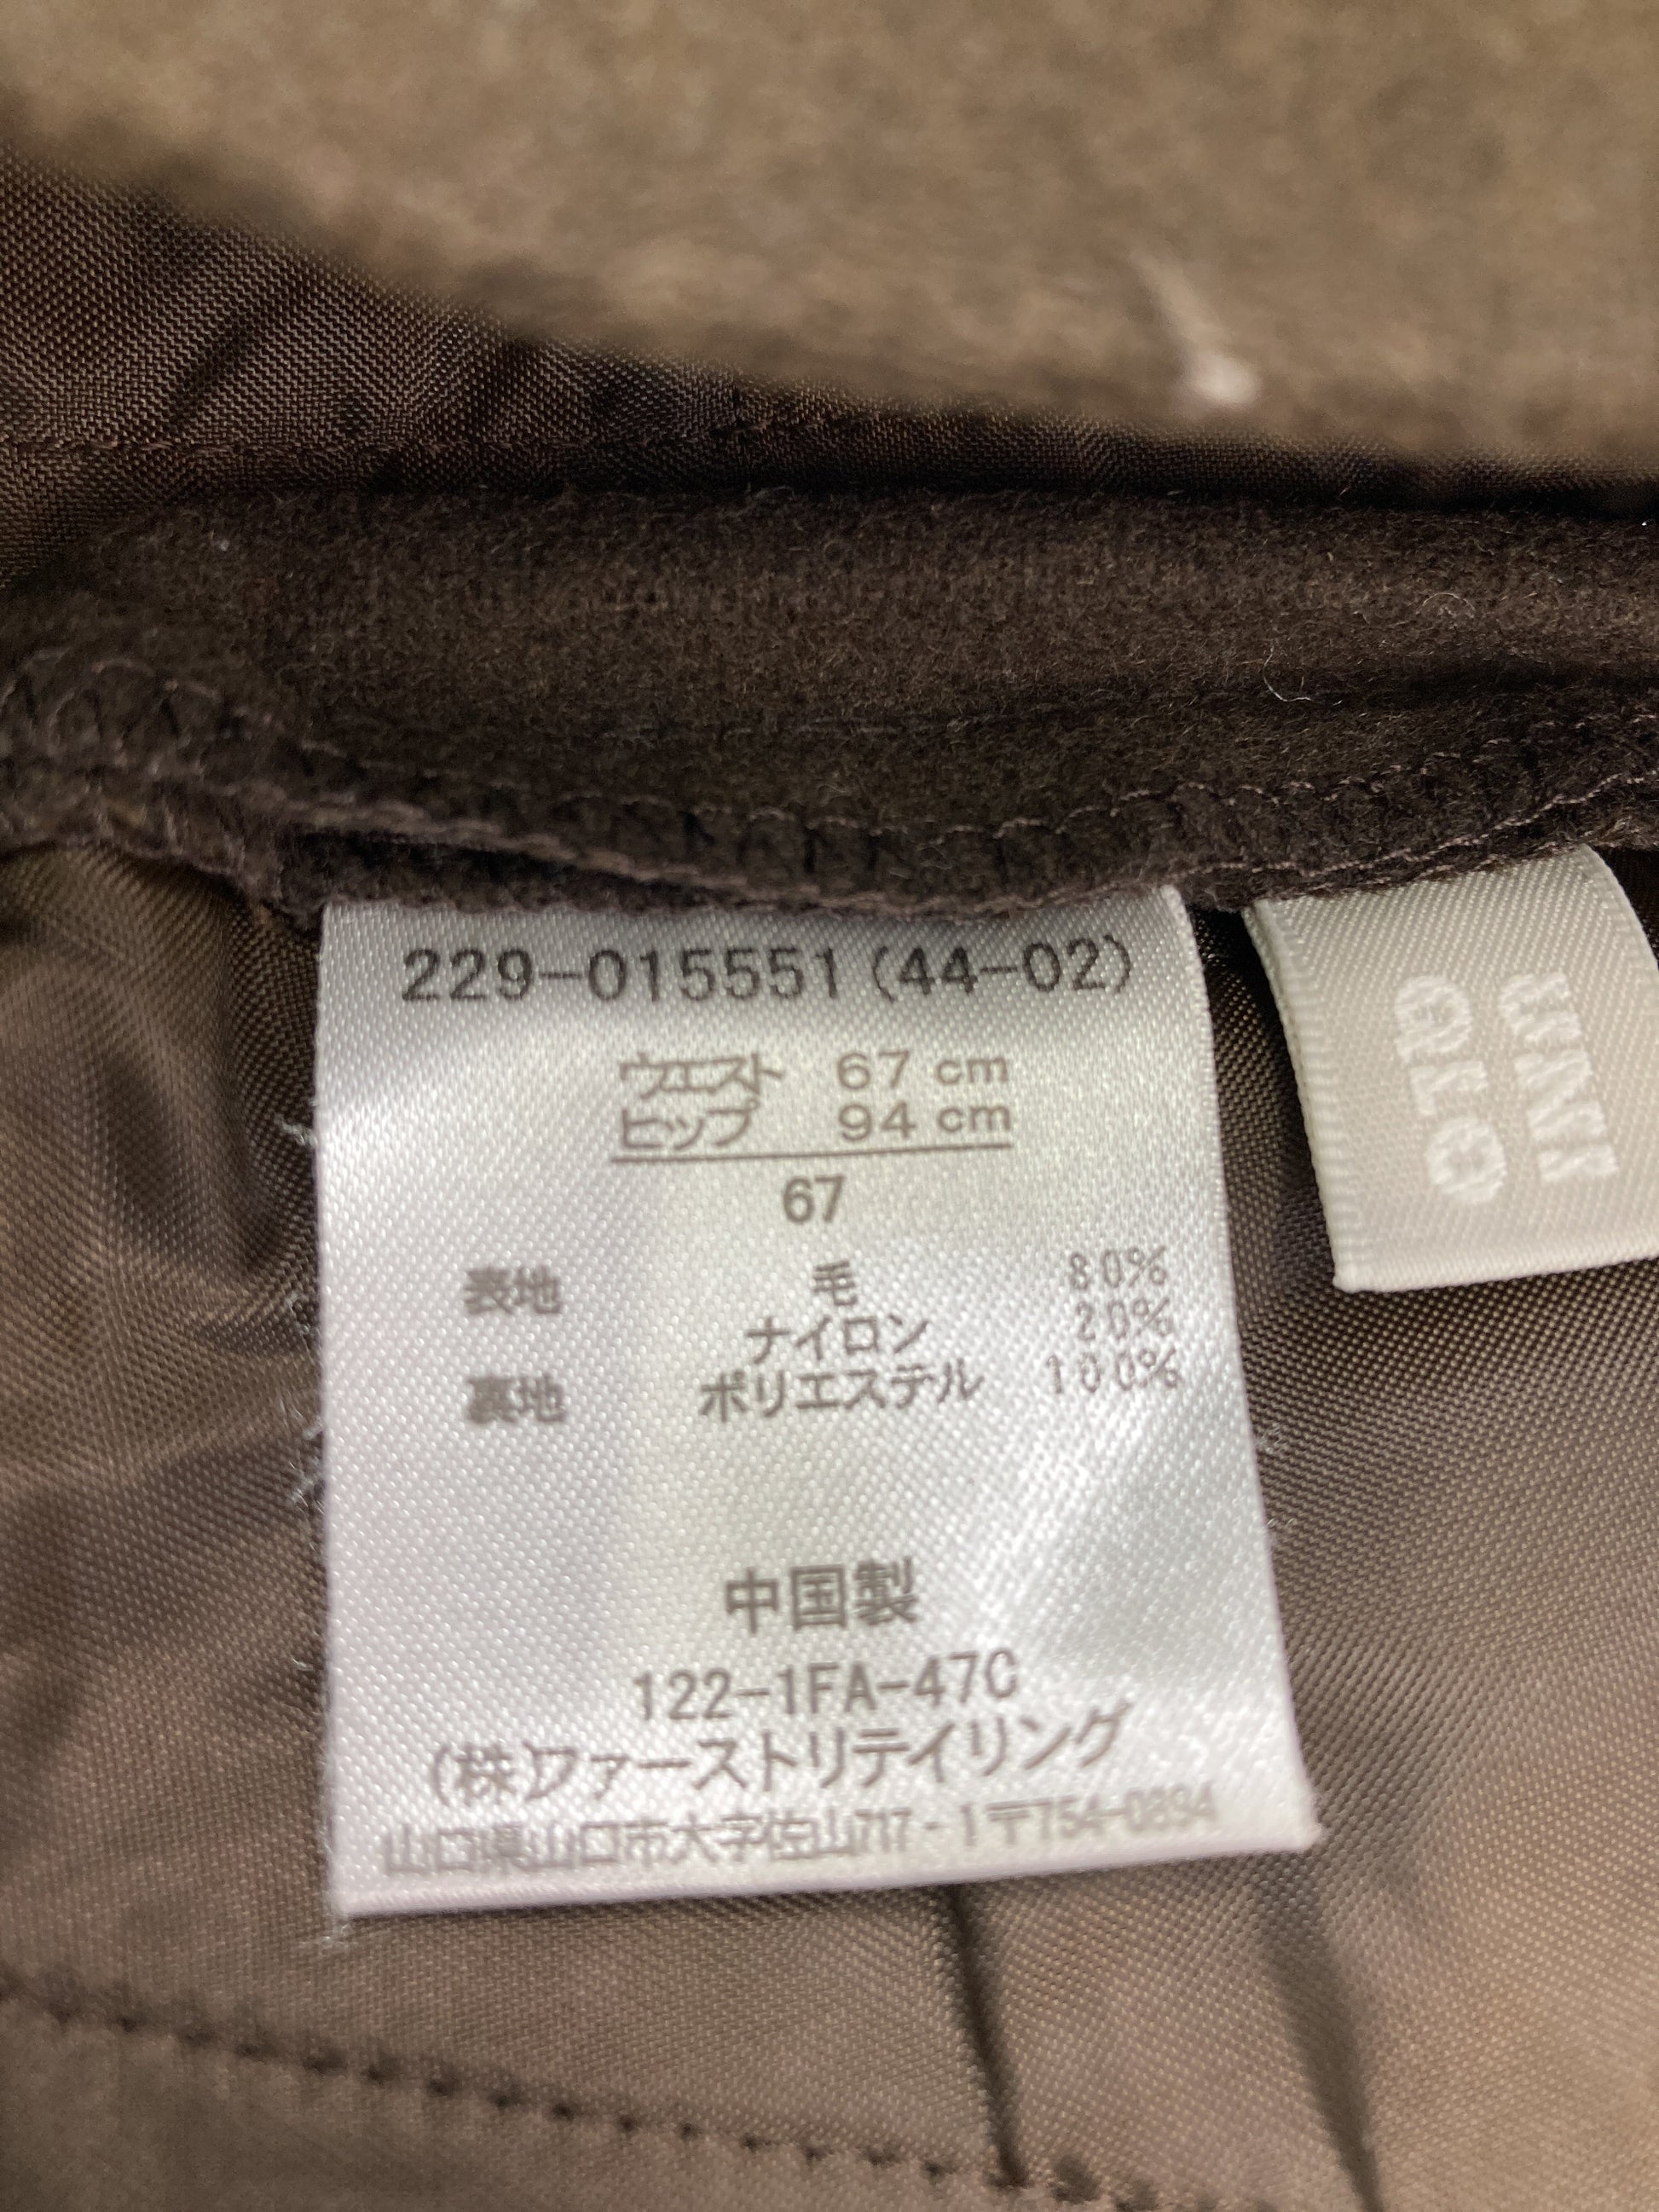 229-015551(44-02)
ウエスト 67 cm
ヒップ 94 cm
67
表地 毛 80%
ナイロン 20%
裏地 ポリエステル 100%
中国製
122-1FA-47C
(株)ファーストリテイリング
山口県山口市大字佐山717-1〒754-0894
UNI
QLO